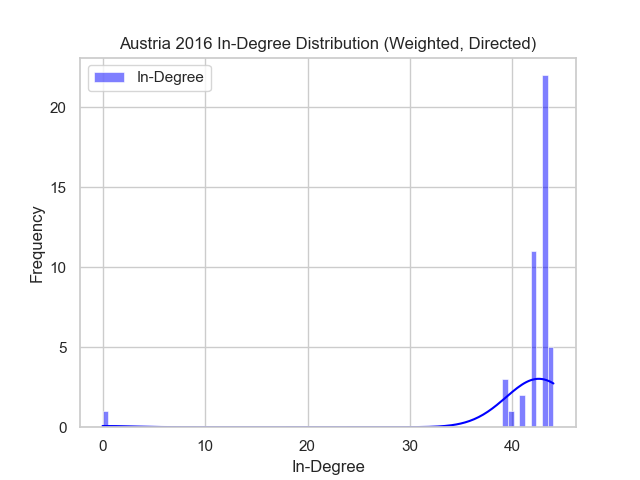 Austria 2016 In-Degree Distribution (Weighted, Directed)
In-Degree
20
15
10
5
0
Frequency
0 10 20 30 40
In-Degree